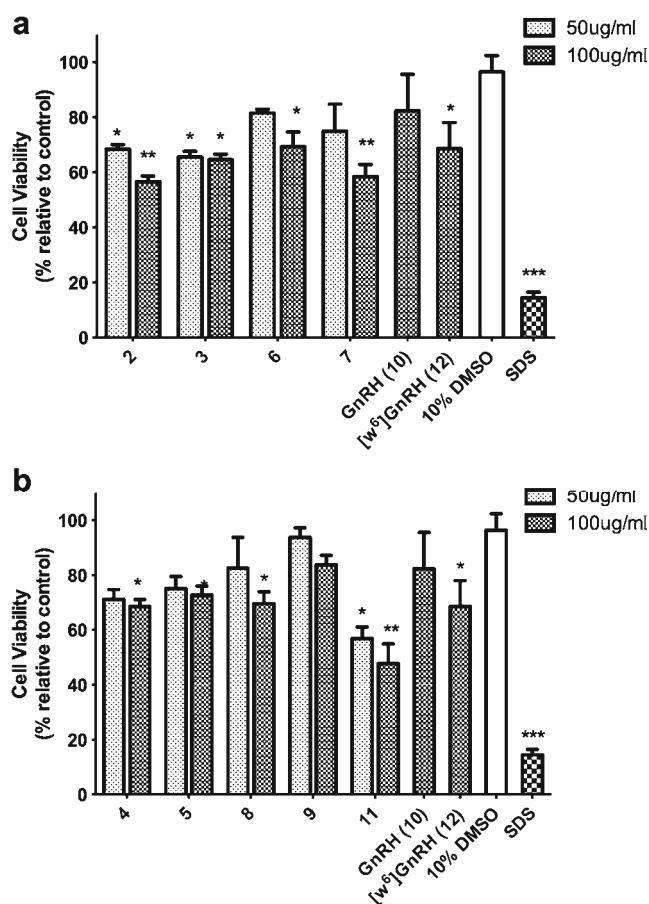 a
50ug/ml
100ug/ml
Cell Viability
(% relative to control)
100
80
60
40
20
0
* ** * * * ** * ***
2 3 6 7 GnRH (10) [w⁶]GnRH (12) 10% DMSO SDS
b
50ug/ml
100ug/ml
Cell Viability
(% relative to control)
100
80
60
40
20
0
* * * * ** * ***
4 5 8 9 11 GnRH (10) [w⁶]GnRH (12) 10% DMSO SDS